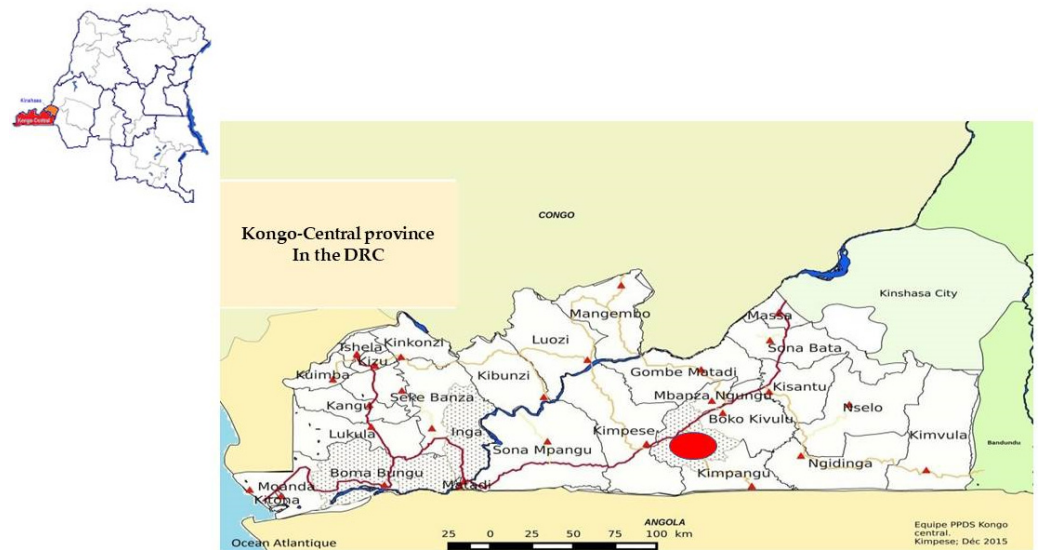 Kinshasa
Kongo-Central
Kongo-Central province
In the DRC
CONGO
Kinshasa City
Mangembo
Massa
Luozi
Sona Bata
Tshela
Kinkonzi
Kizu
Kuimba
Kibunzi
Gombe Matadi
Kisantu
Seke Banza
Mbanza Ngungu
Nselo
Kangu
Boko Kivulu
Lukula
Inga
Kimpese
Kimvula
Bandundu
Sona Mpangu
Ngidinga
Boma Bungu
Kimpangu
Moanda
Matadi
Kitona
ANGOLA
25 0 25 50 75 100 km
Ocean Atlantique
Equipe PPDS Kongo
central.
Kimpese; Déc 2015